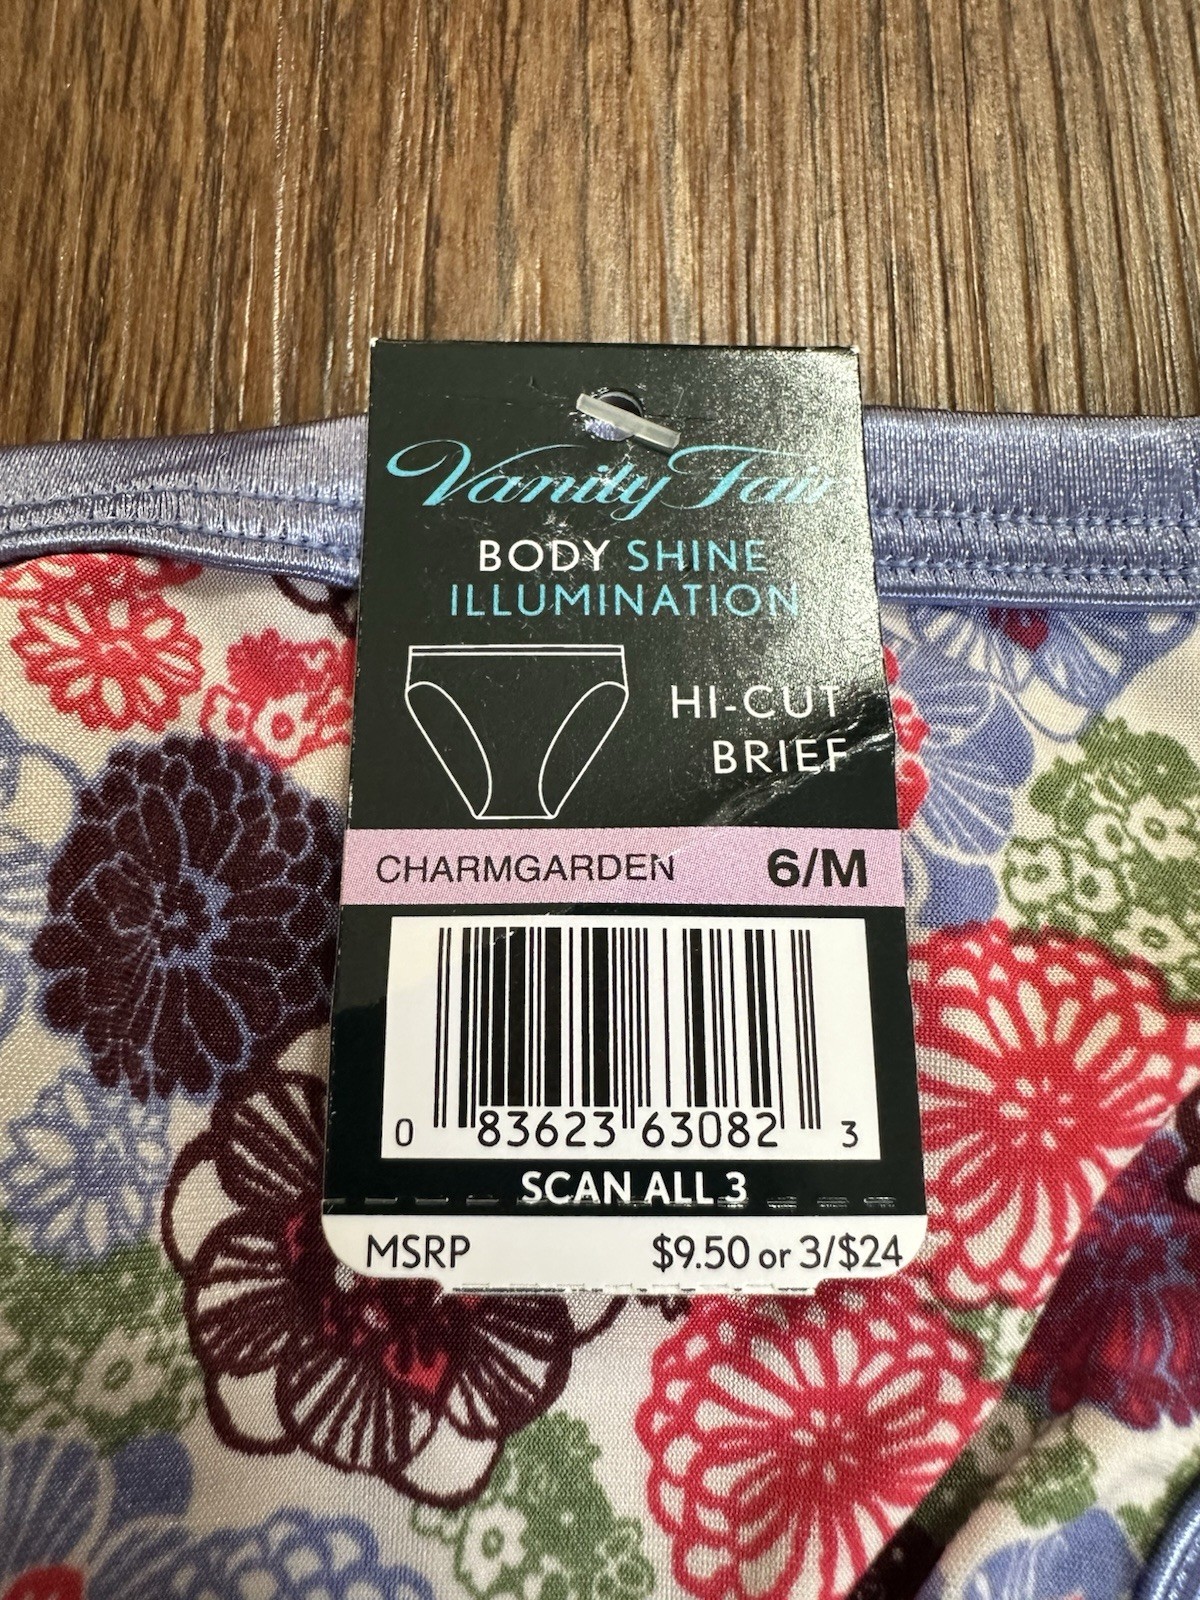 Vanity Fair
BODY SHINE
ILLUMINATION
HI-CUT
BRIEF
CHARMGARDEN 6/M
0 83623 63082 3
SCAN ALL 3
MSRP $9.50 or 3/$24